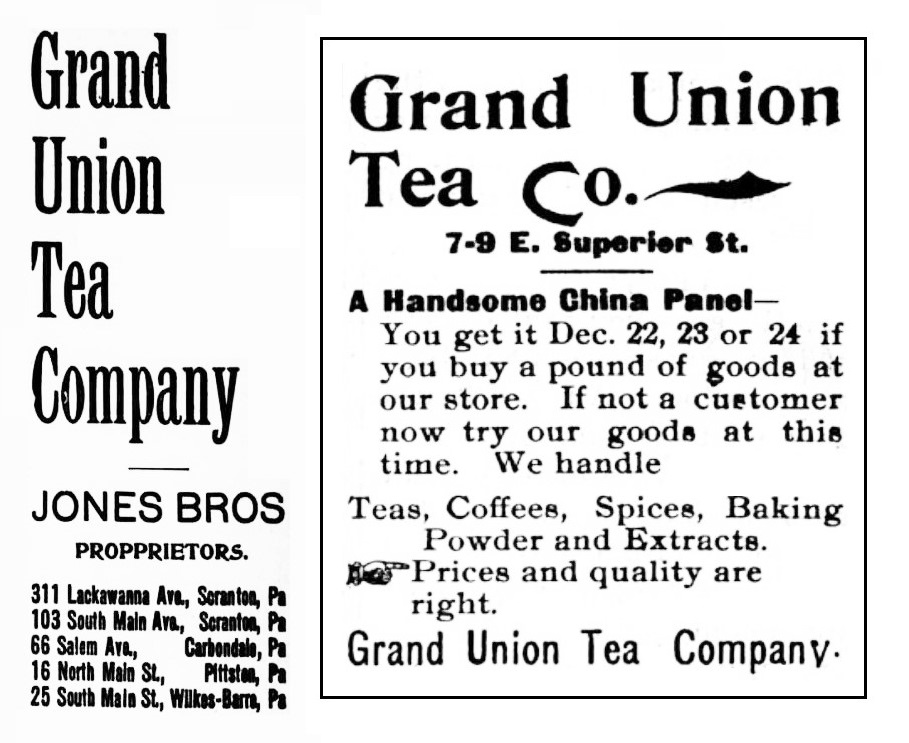 Grand
Union
Tea
Company
JONES BROS
PROPPRIETORS.
311 Lackawanna Ave., Scranton, Pa
103 South Main Ave., Scranton, Pa
66 Salem Ave., Carbondale, Pa
16 North Main St., Pittston, Pa
25 South Main St., Wilkes-Barre, Pa
Grand Union
Tea Co.
7-9 E. Superior St.
A Handsome China Panel—
You get it Dec. 22, 23 or 24 if
you buy a pound of goods at
our store. If not a customer
now try our goods at this
time. We handle
Teas, Coffees, Spices, Baking
Powder and Extracts.
Prices and quality are
right.
Grand Union Tea Company.